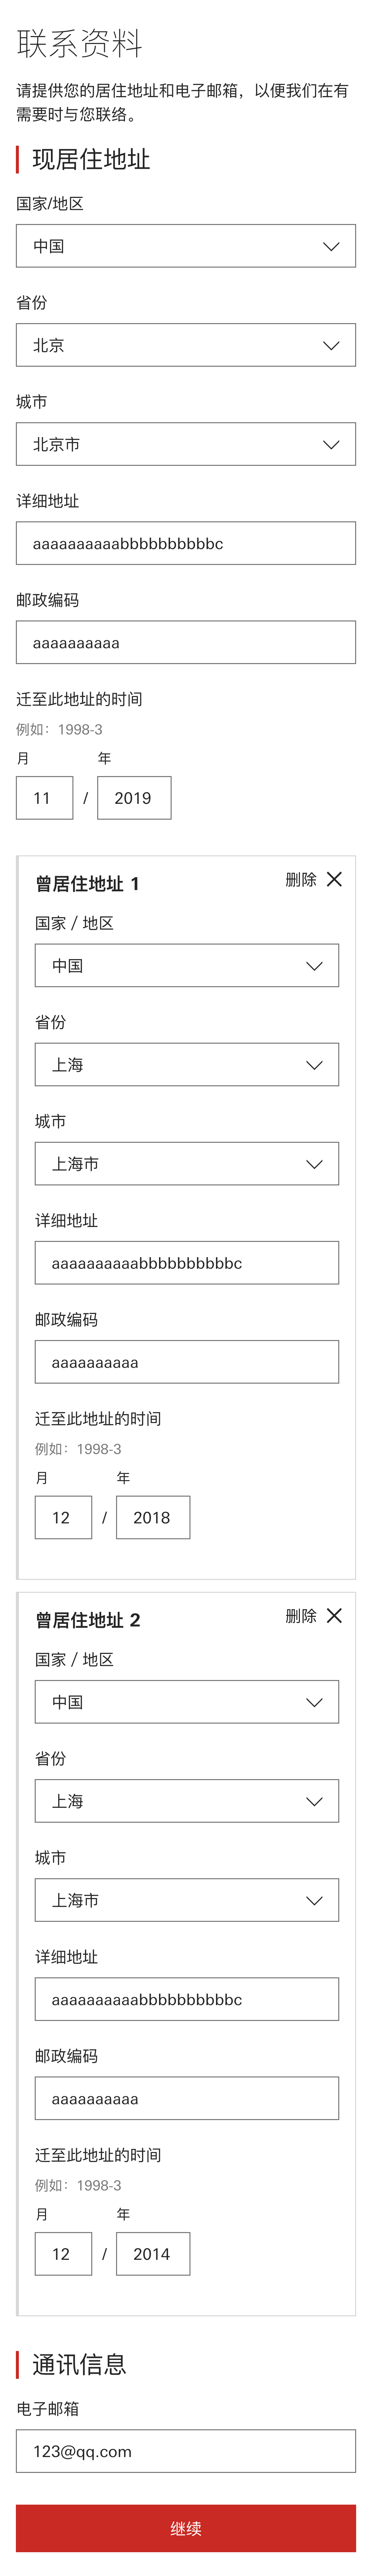 联系资料
请提供您的居住地址和电子邮箱，以便我们在有
需要时与您联络。
现居住地址
国家/地区
中国
省份
北京
城市
北京市
详细地址
aaaaaaaaaabbbbbbbbbbc
邮政编码
aaaaaaaaaa
迁至此地址的时间
例如：1998-3
月 年
11 / 2019
曾居住地址 1 删除
国家 / 地区
中国
省份
上海
城市
上海市
详细地址
aaaaaaaaaabbbbbbbbbbc
邮政编码
aaaaaaaaaa
迁至此地址的时间
例如：1998-3
月 年
12 / 2018
曾居住地址 2 删除
国家 / 地区
中国
省份
上海
城市
上海市
详细地址
aaaaaaaaaabbbbbbbbbbc
邮政编码
aaaaaaaaaa
迁至此地址的时间
例如：1998-3
月 年
12 / 2014
通讯信息
电子邮箱
123@qq.com
继续